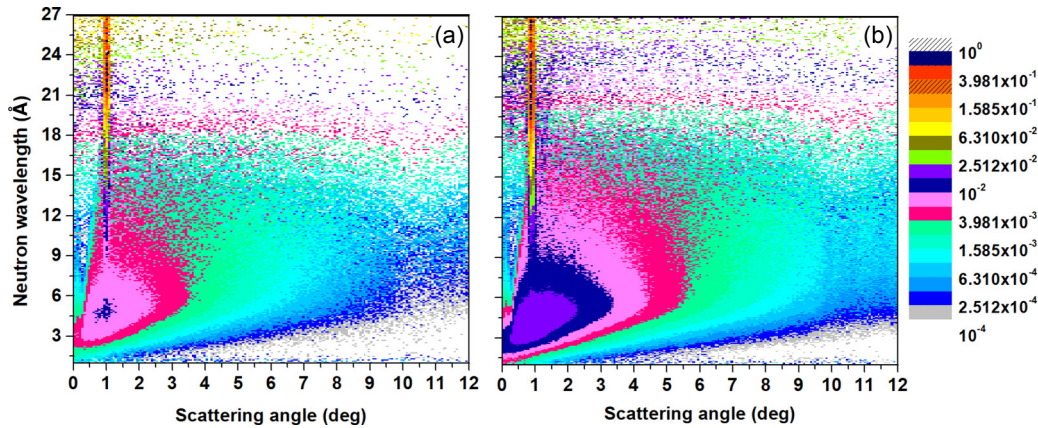 (a)
27
24
21
18
15
12
9
6
3
Neutron wavelength (Å)
0 1 2 3 4 5 6 7 8 9 10 11 12
Scattering angle (deg)
(b)
0 1 2 3 4 5 6 7 8 9 10 11 12
Scattering angle (deg)
10⁰
3.981x10⁻¹
1.585x10⁻¹
6.310x10⁻²
2.512x10⁻²
10⁻²
3.981x10⁻³
1.585x10⁻³
6.310x10⁻⁴
2.512x10⁻⁴
10⁻⁴